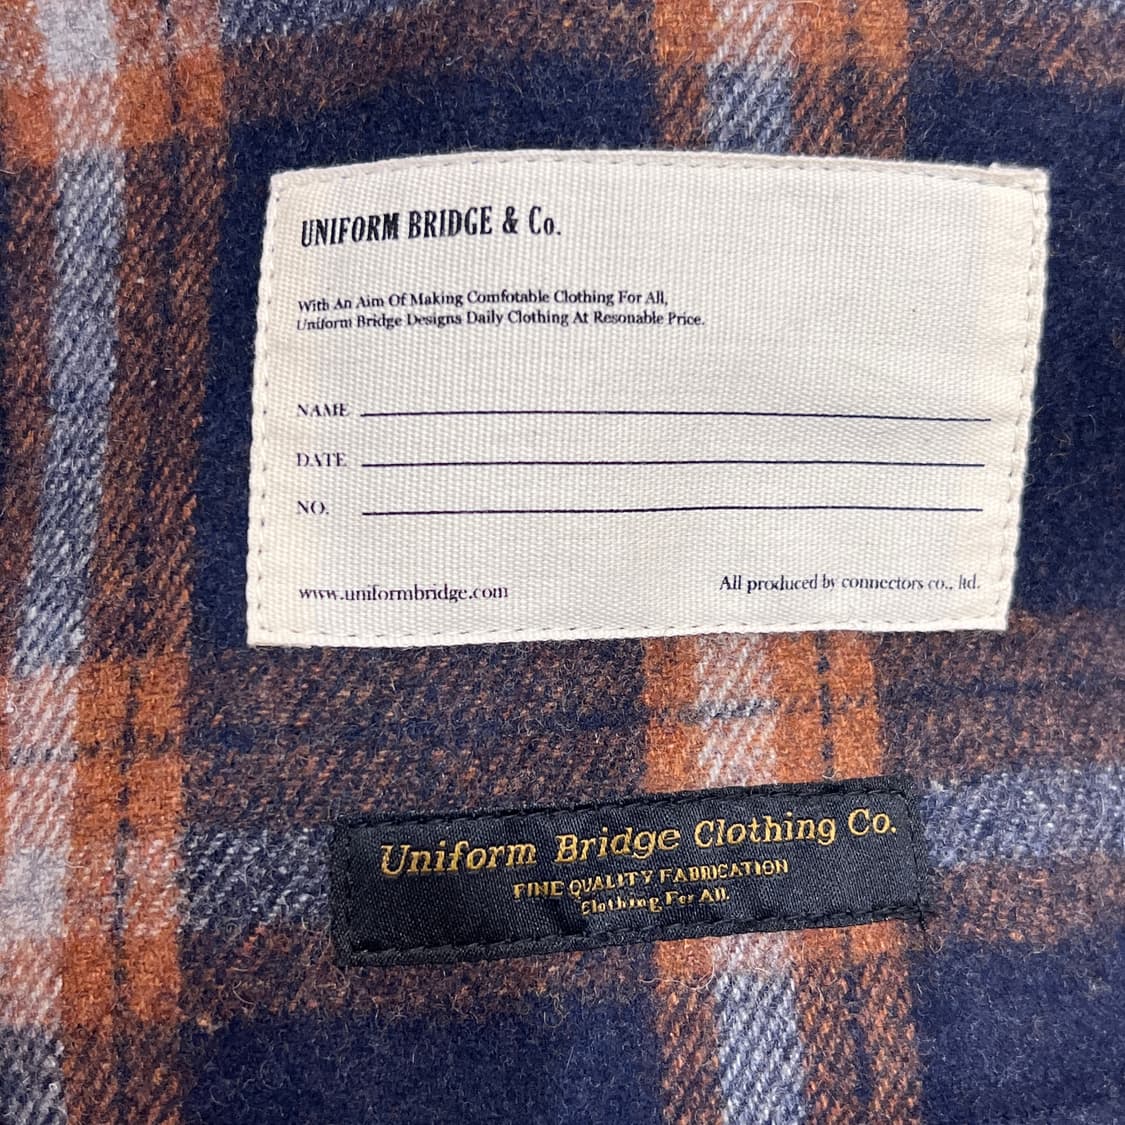 UNIFORM BRIDGE & Co.
With An Aim Of Making Comfotable Clothing For All,
Uniform Bridge Designs Daily Clothing At Resonable Price.
NAME
DATE
NO.
www.uniformbridge.com
All produced by connectors co., ltd.
Uniform Bridge Clothing Co.
FINE QUALITY FABRICATION
Clothing For All.